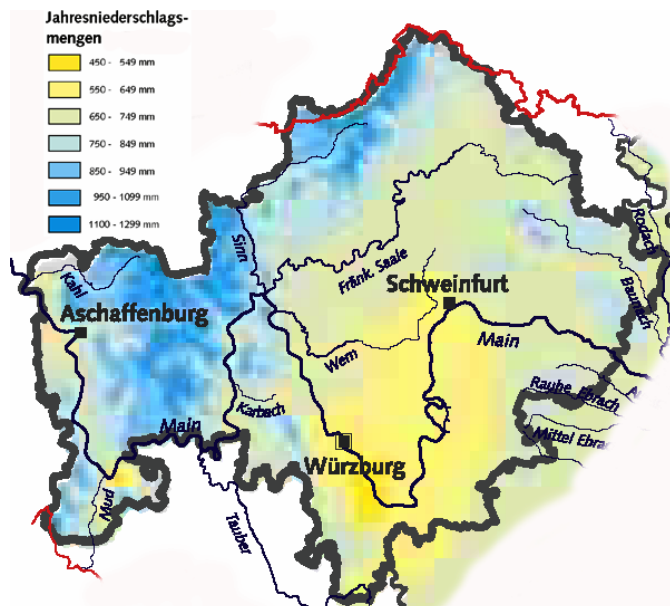 Jahresniederschlags-
mengen
450 - 549 mm
550 - 649 mm
650 - 749 mm
750 - 849 mm
850 - 949 mm
950 - 1099 mm
1100 - 1299 mm
Sinn
Rodach
Kahl
Fränk. Saale
Schweinfurt
Baunach
Aschaffenburg
Main
Wern
Karbach
Rauhe Ebrach
Main
Mittel Ebrac
Würzburg
Mud
Tauber